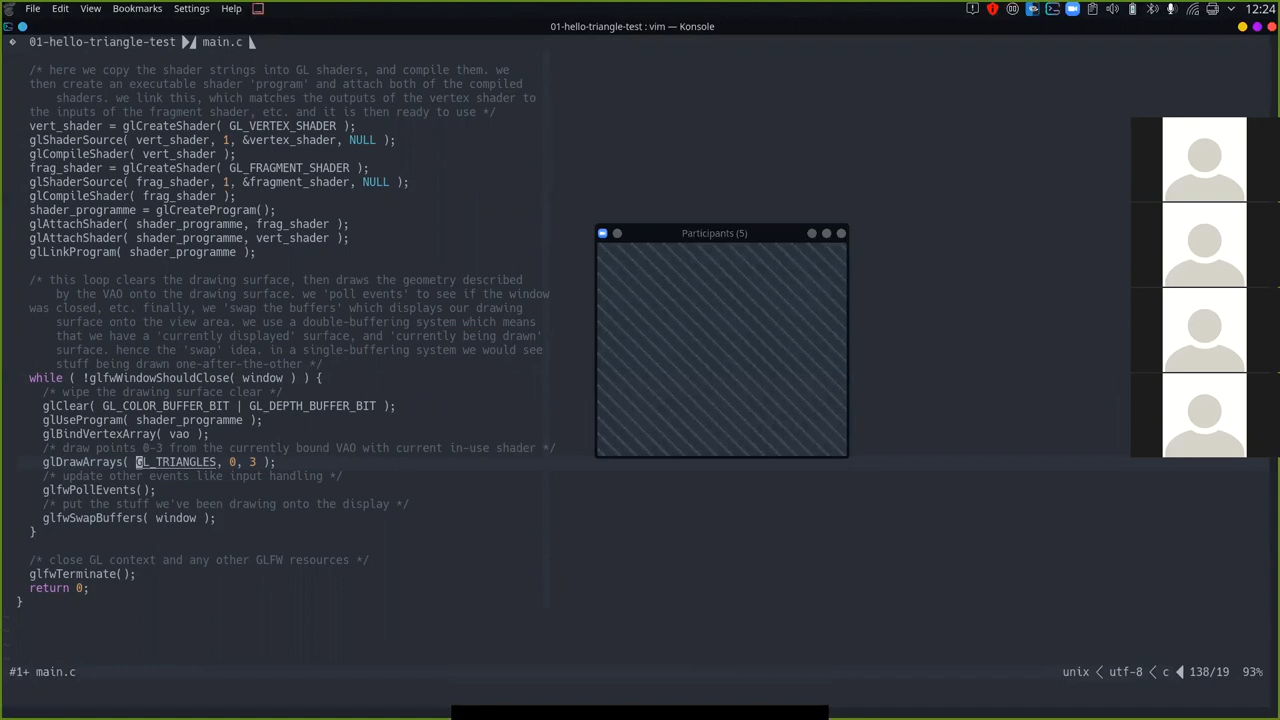 File Edit View Bookmarks Settings Help 12:24
01-hello-triangle-test : vim — Konsole
01-hello-triangle-test main.c
/* here we copy the shader strings into GL shaders, and compile them. we
then create an executable shader 'program' and attach both of the compiled
shaders. we link this, which matches the outputs of the vertex shader to
the inputs of the fragment shader, etc. and it is then ready to use */
vert_shader = glCreateShader( GL_VERTEX_SHADER );
glShaderSource( vert_shader, 1, &vertex_shader, NULL );
glCompileShader( vert_shader );
frag_shader = glCreateShader( GL_FRAGMENT_SHADER );
glShaderSource( frag_shader, 1, &fragment_shader, NULL );
glCompileShader( frag_shader );
shader_programme = glCreateProgram();
glAttachShader( shader_programme, frag_shader );
glAttachShader( shader_programme, vert_shader );
glLinkProgram( shader_programme );
/* this loop clears the drawing surface, then draws the geometry described
by the VAO onto the drawing surface. we 'poll events' to see if the window
was closed, etc. finally, we 'swap the buffers' which displays our drawing
surface onto the view area. we use a double-buffering system which means
that we have a 'currently displayed' surface, and 'currently being drawn'
surface. hence the 'swap' idea. in a single-buffering system we would see
stuff being drawn one-after-the-other */
while ( !glfwWindowShouldClose( window ) ) {
/* wipe the drawing surface clear */
glClear( GL_COLOR_BUFFER_BIT | GL_DEPTH_BUFFER_BIT );
glUseProgram( shader_programme );
glBindVertexArray( vao );
/* draw points 0-3 from the currently bound VAO with current in-use shader */
glDrawArrays( GL_TRIANGLES, 0, 3 );
/* update other events like input handling */
glfwPollEvents();
/* put the stuff we've been drawing onto the display */
glfwSwapBuffers( window );
}
/* close GL context and any other GLFW resources */
glfwTerminate();
return 0;
}
Participants (5)
#1+ main.c unix < utf-8 < c 138/19 93%